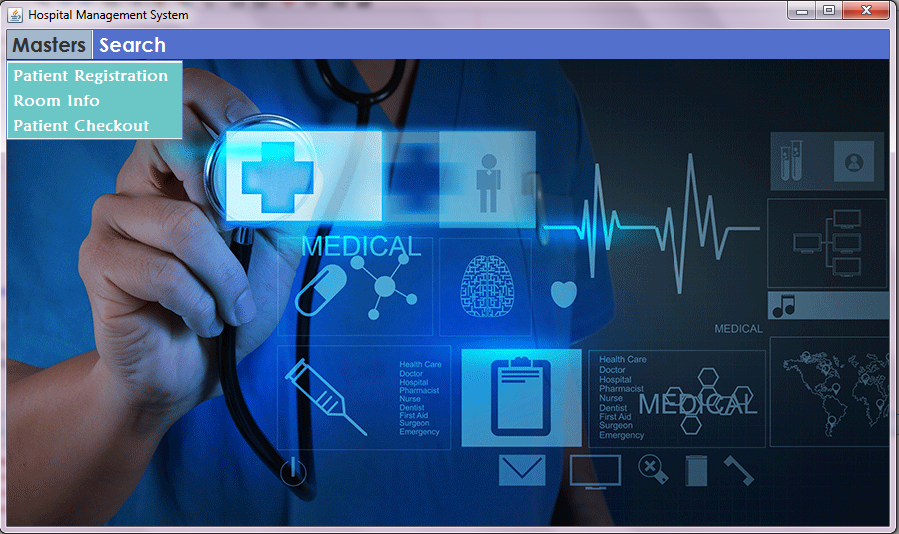 Hospital Management System
Masters Search
Patient Registration
Room Info
Patient Checkout
MEDICAL
MEDICAL
Health Care
Doctor
Hospital
Pharmacist
Nurse
Dentist
First Aid
Surgeon
Emergency
Health Care
Doctor
Hospital
Pharmacist
Nurse
Dentist
First Aid
Surgeon
Emergency
MEDICAL